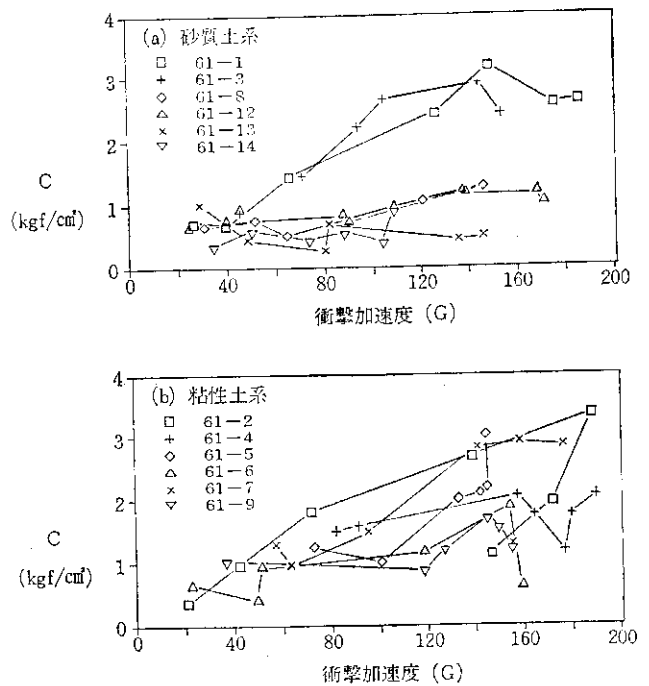 4
(a) 砂質土系
□ 61-1
+ 61-3
◇ 61-8
△ 61-12
× 61-13
▽ 61-14
3
2
C
(kgf/cm²)
1
0
0 40 80 120 160 200
衝撃加速度 (G)
4
(b) 粘性土系
□ 61-2
+ 61-4
◇ 61-5
△ 61-6
× 61-7
▽ 61-9
3
2
C
(kgf/cm²)
1
0
0 40 80 120 160 200
衝撃加速度 (G)